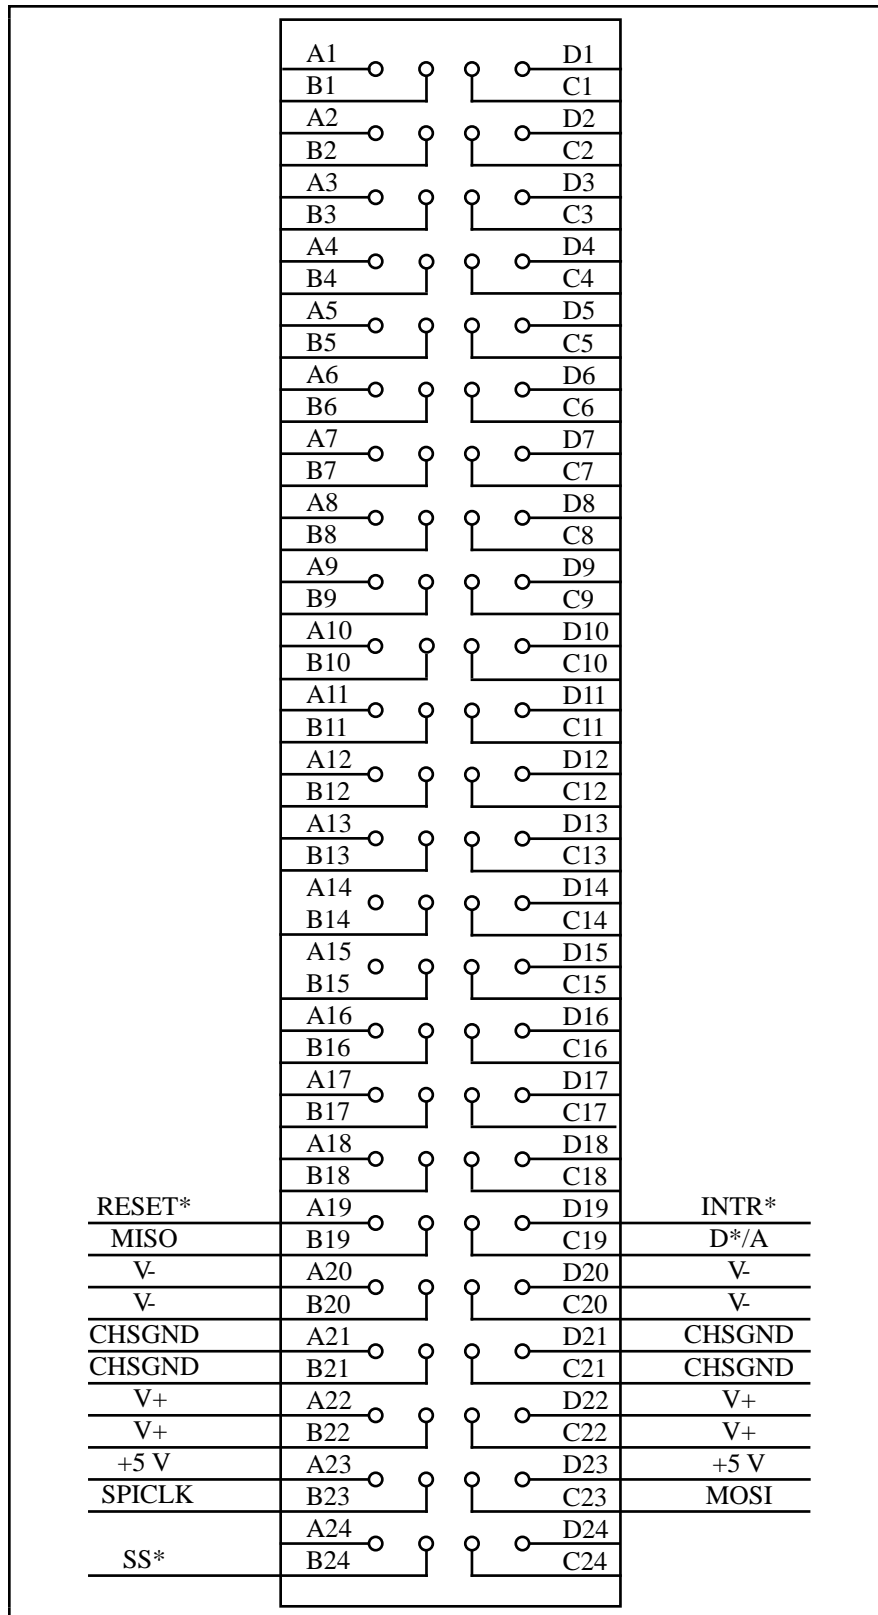 A1 D1
B1 C1
A2 D2
B2 C2
A3 D3
B3 C3
A4 D4
B4 C4
A5 D5
B5 C5
A6 D6
B6 C6
A7 D7
B7 C7
A8 D8
B8 C8
A9 D9
B9 C9
A10 D10
B10 C10
A11 D11
B11 C11
A12 D12
B12 C12
A13 D13
B13 C13
A14 D14
B14 C14
A15 D15
B15 C15
A16 D16
B16 C16
A17 D17
B17 C17
A18 D18
B18 C18
RESET* A19 D19 INTR*
MISO B19 C19 D*/A
V- A20 D20 V-
V- B20 C20 V-
CHSGND A21 D21 CHSGND
CHSGND B21 C21 CHSGND
V+ A22 D22 V+
V+ B22 C22 V+
+5 V A23 D23 +5 V
SPICLK B23 C23 MOSI
A24 D24
SS* B24 C24